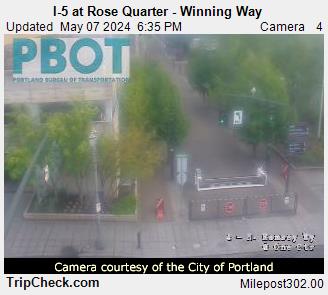 I-5 at Rose Quarter - Winning Way
Updated May 07 2024 6:35 PM Camera 4
PBOT
PORTLAND BUREAU OF TRANSPORTATION
Camera courtesy of the City of Portland
TripCheck.com Milepost302.00